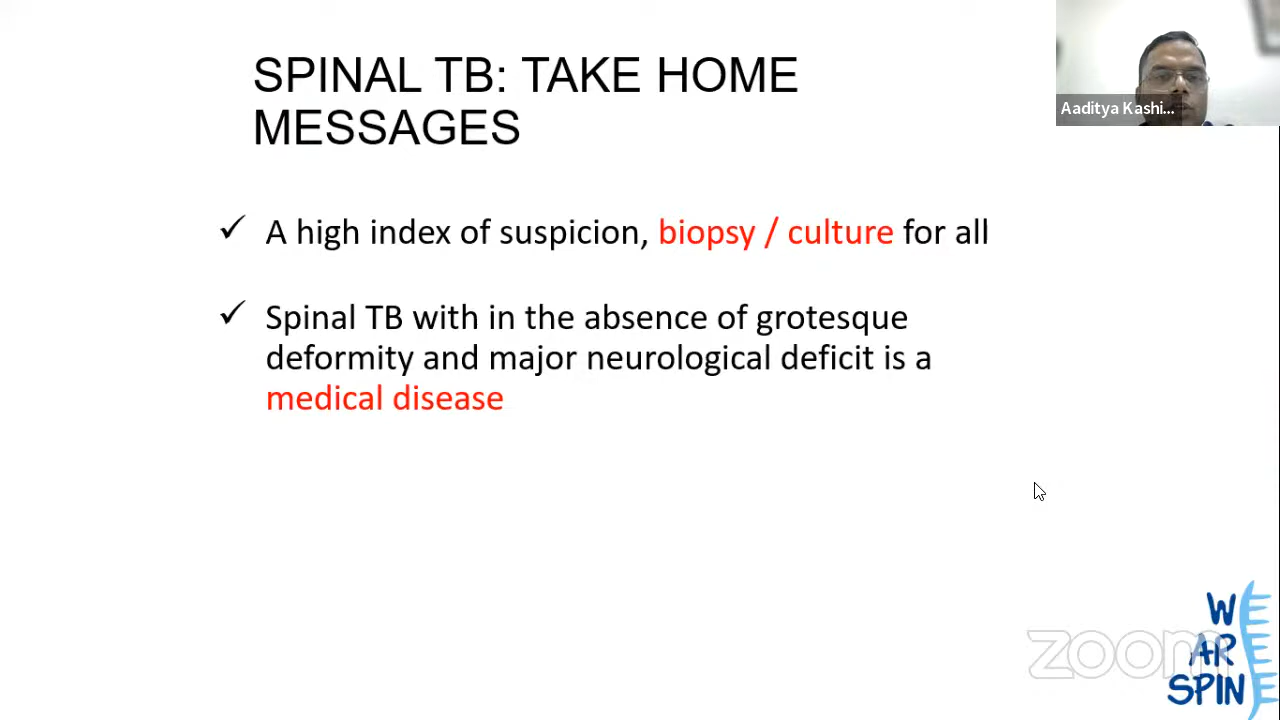 SPINAL TB: TAKE HOME
MESSAGES
Aaditya Kashi...
✓ A high index of suspicion, biopsy / culture for all
✓ Spinal TB with in the absence of grotesque
deformity and major neurological deficit is a
medical disease
zoom
W E
AR
SPIN